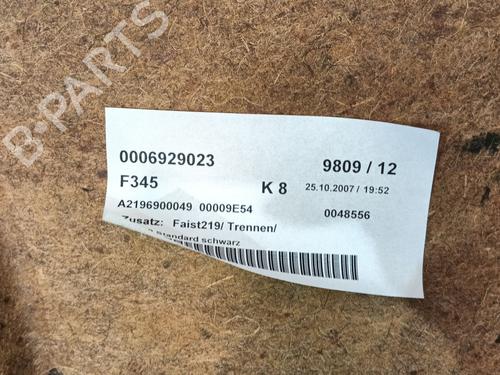 B-PARTS
0006929023 9809 / 12
F345 K 8 25.10.2007 / 19:52
A2196900049 00009E54 0048556
Zusatz: Faist219/ Trennen/
Standard schwarz